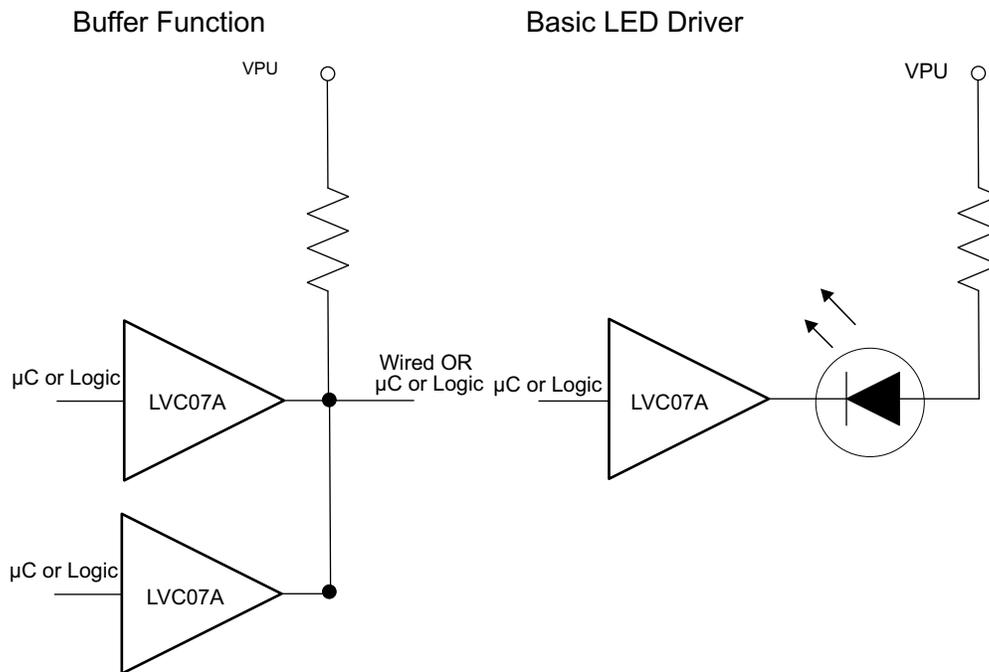 Buffer Function
Basic LED Driver
VPU
VPU
µC or Logic
LVC07A
Wired OR
µC or Logic
µC or Logic
LVC07A
µC or Logic
LVC07A